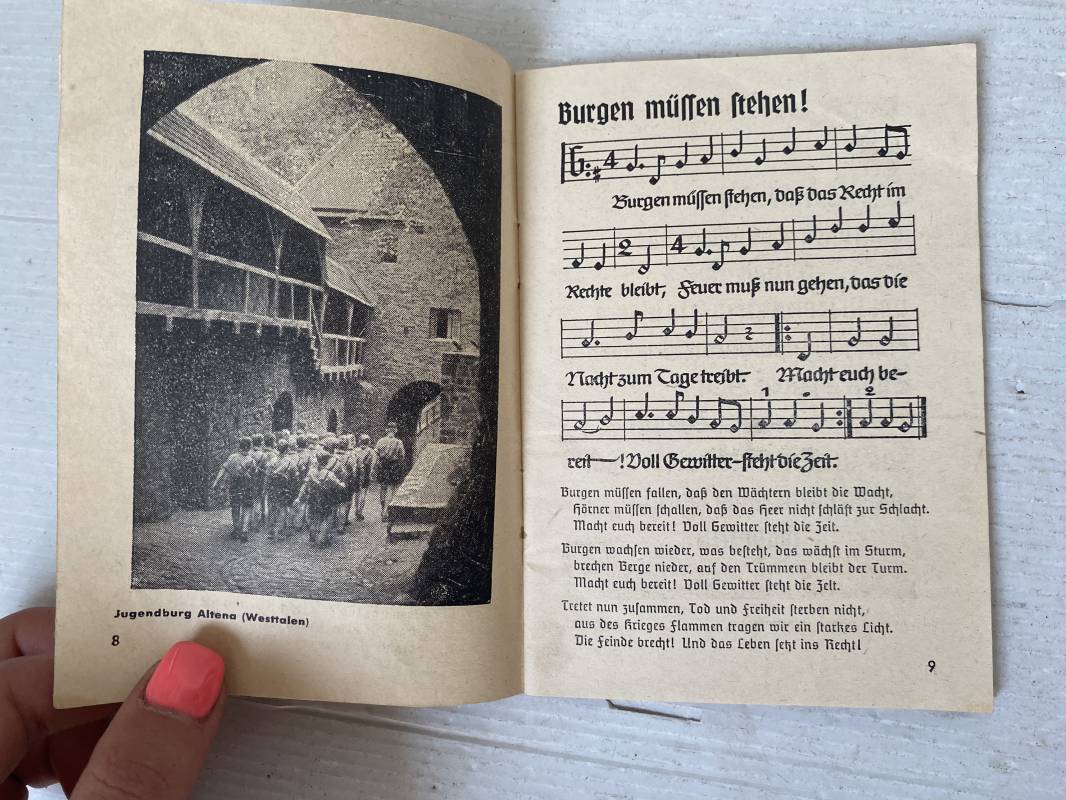 Jugendburg Altena (Westfalen)
8
Burgen müssen stehen!
4
Burgen müssen stehen, daß das Recht im
2 4
Rechte bleibt, Feuer muß nun gehen, das die
Nacht zum Tage treibt. Macht euch be-
1 2
reit—! Voll Gewitter-steht die Zeit.
Burgen müssen fallen, daß den Wächtern bleibt die Wacht,
Hörner müssen schallen, daß das Heer nicht schläft zur Schlacht.
Macht euch bereit! Voll Gewitter steht die Zeit.
Burgen wachsen wieder, was besteht, das wächst im Sturm,
brechen Berge nieder, auf den Trümmern bleibt der Turm.
Macht euch bereit! Voll Gewitter steht die Zeit.
Tretet nun zusammen, Tod und Freiheit sterben nicht,
aus des Krieges Flammen tragen wir ein starkes Licht.
Die Feinde brecht! Und das Leben setzt ins Recht!
9